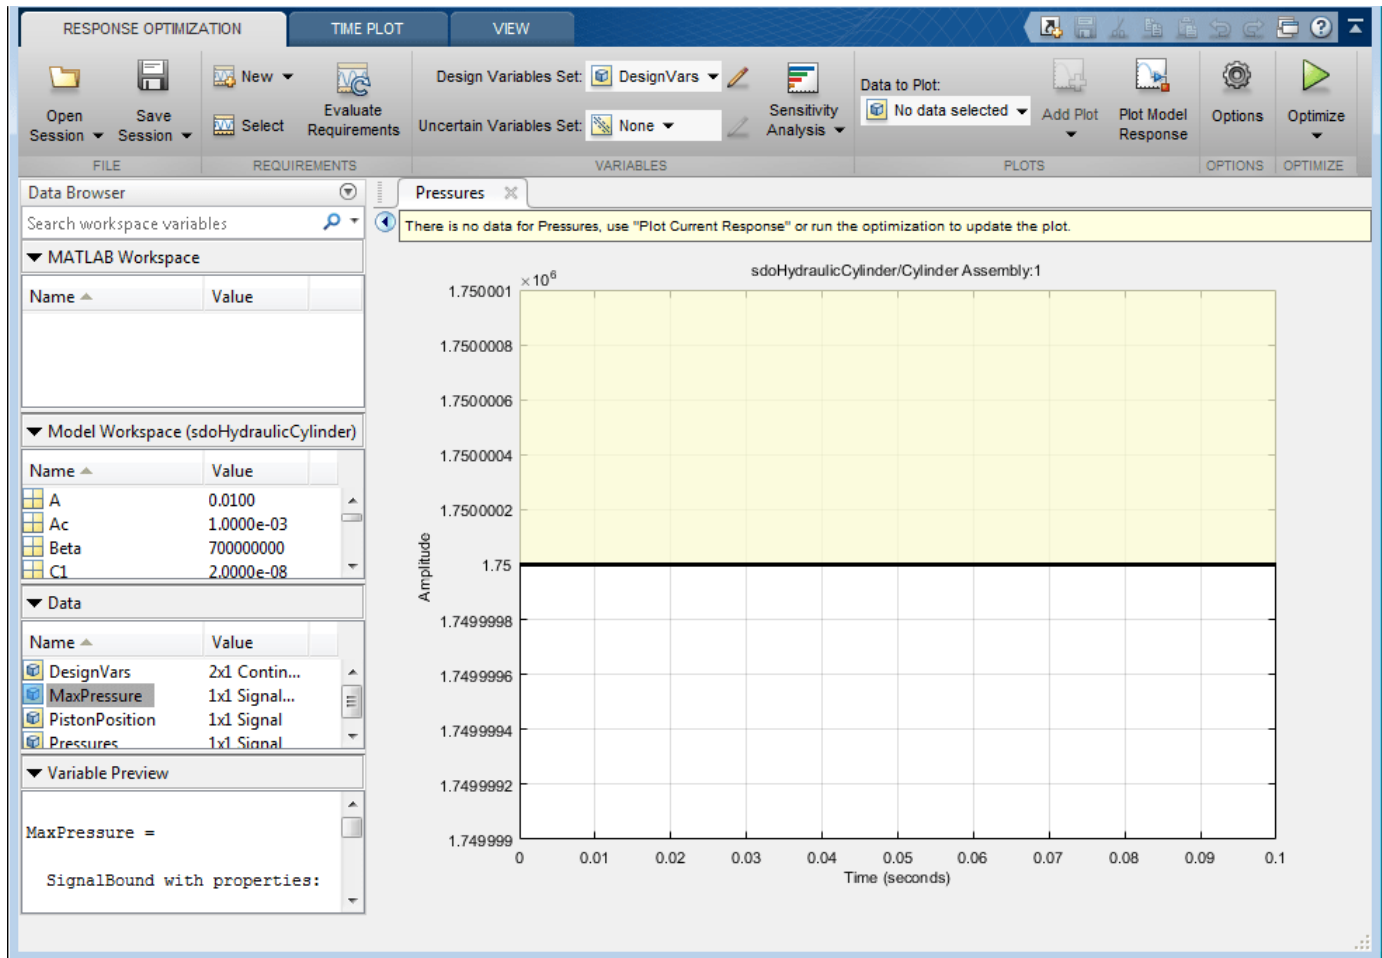 RESPONSE OPTIMIZATION TIME PLOT VIEW
Open Session Save Session
New
Select
Evaluate Requirements
Design Variables Set: DesignVars
Uncertain Variables Set: None
Sensitivity Analysis
Data to Plot:
No data selected
Add Plot
Plot Model Response
Options
Optimize
FILE REQUIREMENTS VARIABLES PLOTS OPTIONS OPTIMIZE
Data Browser
Search workspace variables
MATLAB Workspace
Name Value
Model Workspace (sdoHydraulicCylinder)
Name Value
A 0.0100
Ac 1.0000e-03
Beta 700000000
C1 2.0000e-08
Data
Name Value
DesignVars 2x1 Contin...
MaxPressure 1x1 Signal...
PistonPosition 1x1 Signal
Pressures 1x1 Signal
Variable Preview
MaxPressure =
SignalBound with properties:
Pressures
There is no data for Pressures, use "Plot Current Response" or run the optimization to update the plot.
sdoHydraulicCylinder/Cylinder Assembly:1
×10⁶
1.750001
1.7500008
1.7500006
1.7500004
1.7500002
1.75
1.7499998
1.7499996
1.7499994
1.7499992
1.749999
Amplitude
0 0.01 0.02 0.03 0.04 0.05 0.06 0.07 0.08 0.09 0.1
Time (seconds)